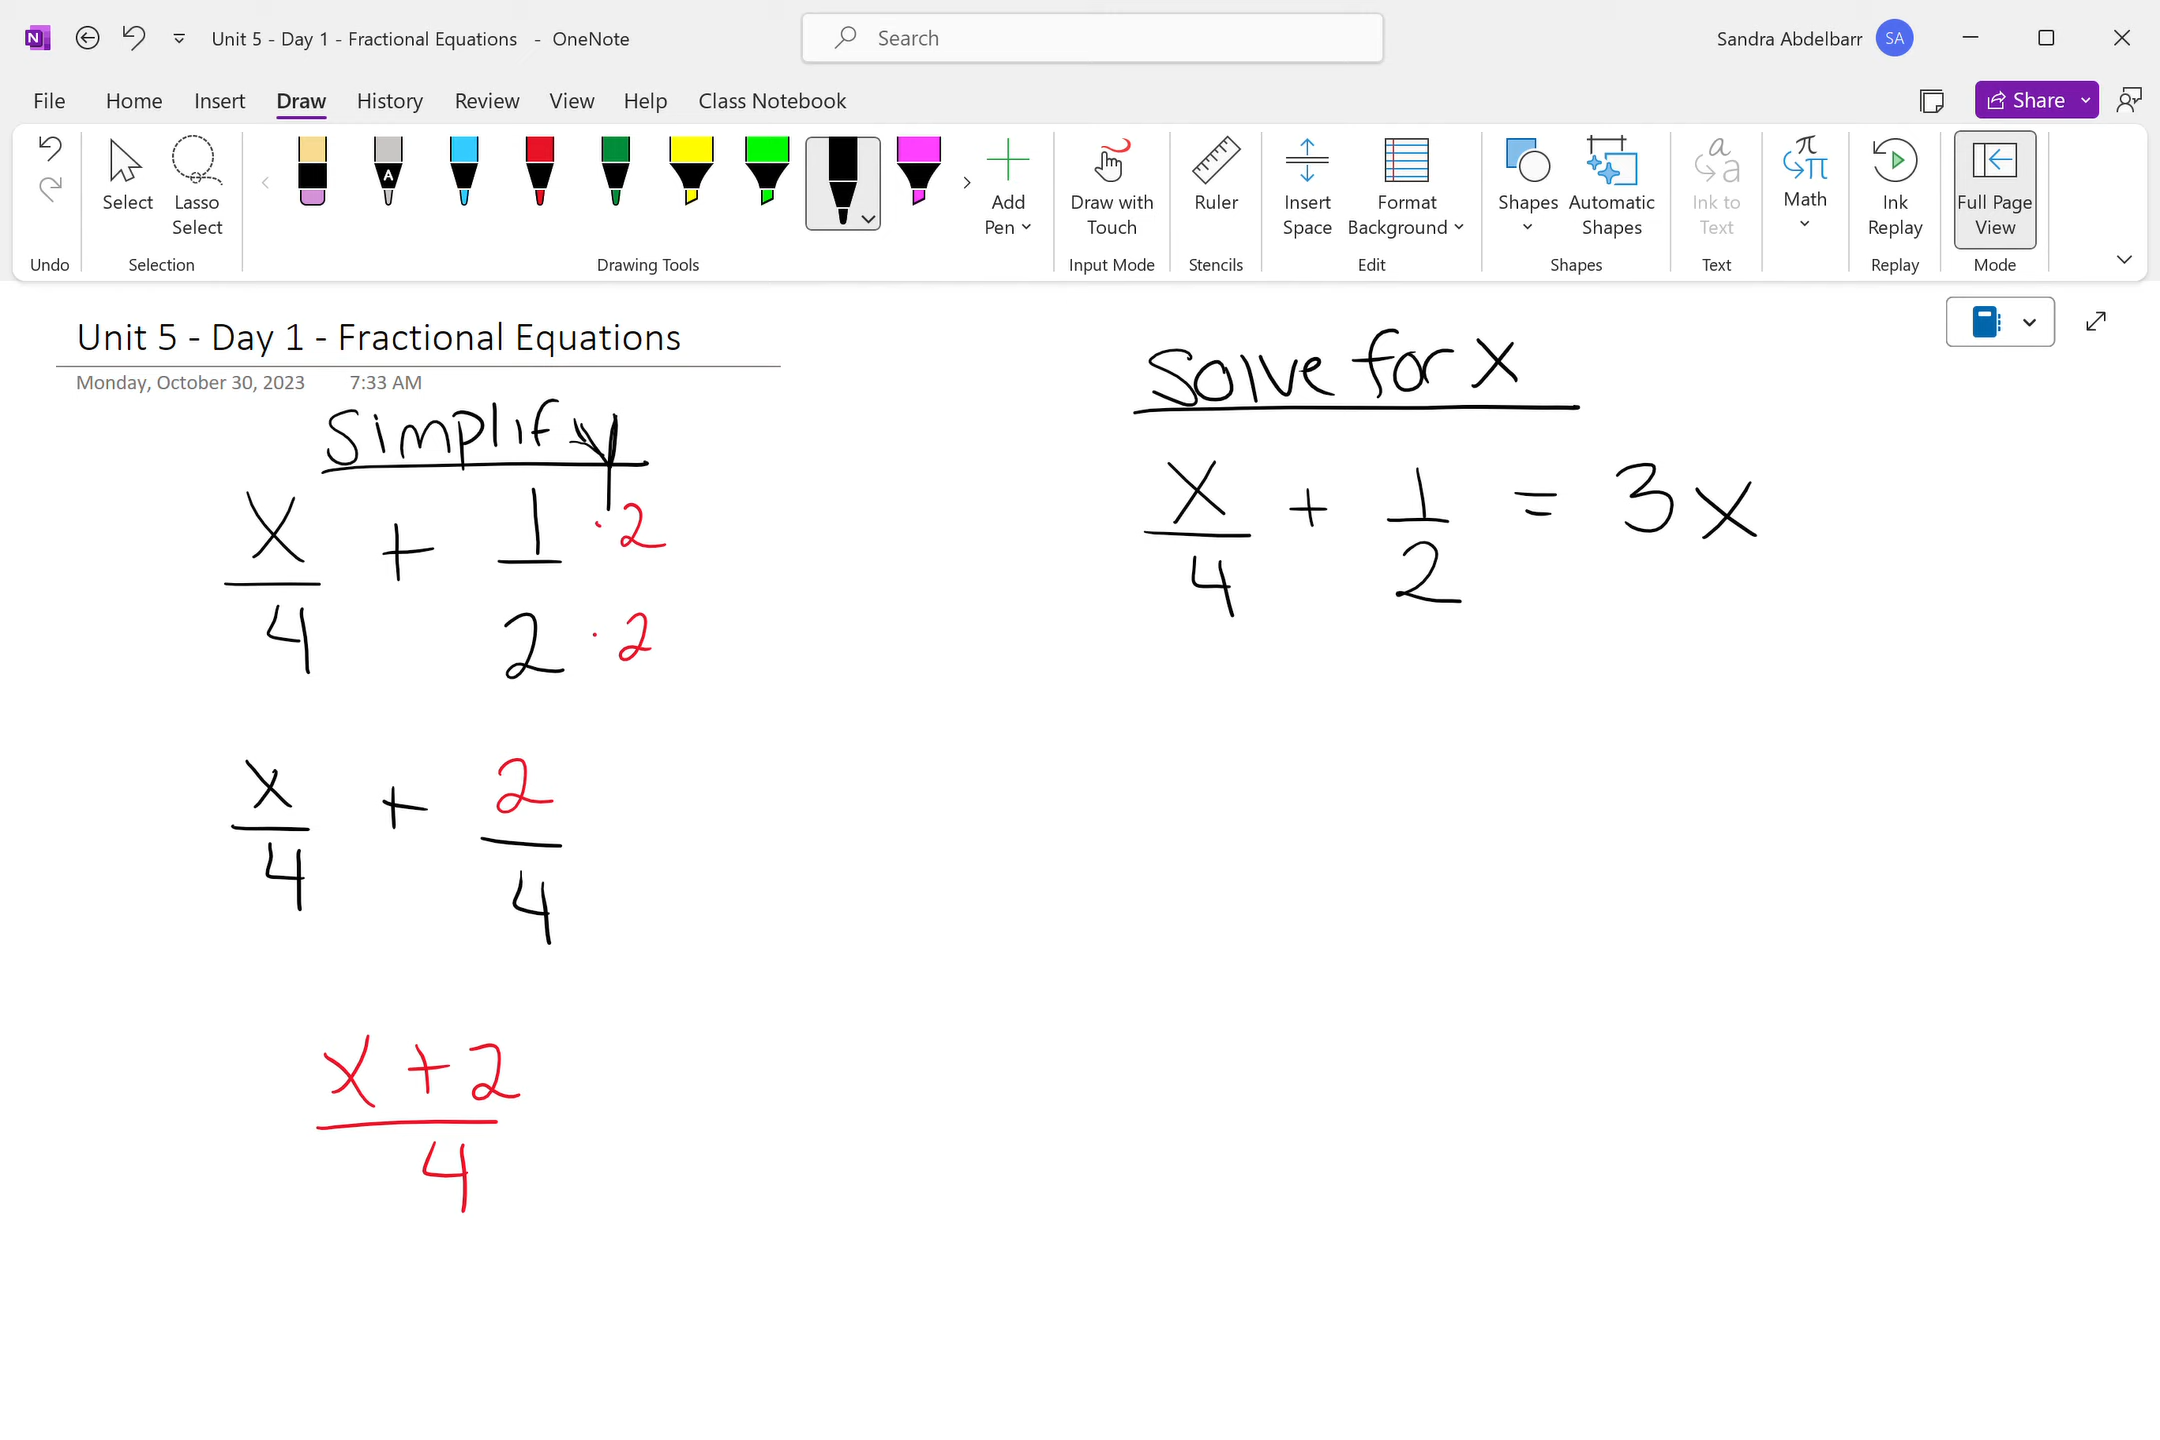 Unit 5 - Day 1 - Fractional Equations - OneNote
Search
Sandra Abdelbarr SA
File Home Insert Draw History Review View Help Class Notebook Share
Undo
Select
Lasso Select
Selection
A
Drawing Tools
Add Pen
Draw with Touch
Input Mode
Ruler
Stencils
Insert Space
Format Background
Edit
Shapes
Automatic Shapes
Shapes
Ink to Text
Text
Math
Ink Replay
Replay
Full Page View
Mode
Unit 5 - Day 1 - Fractional Equations
Monday, October 30, 2023 7:33 AM
Simplify
x/4 + 1/2 · 2 · 2
x/4 + 2/4
x + 2
4
Solve for x
x/4 + 1/2 = 3x